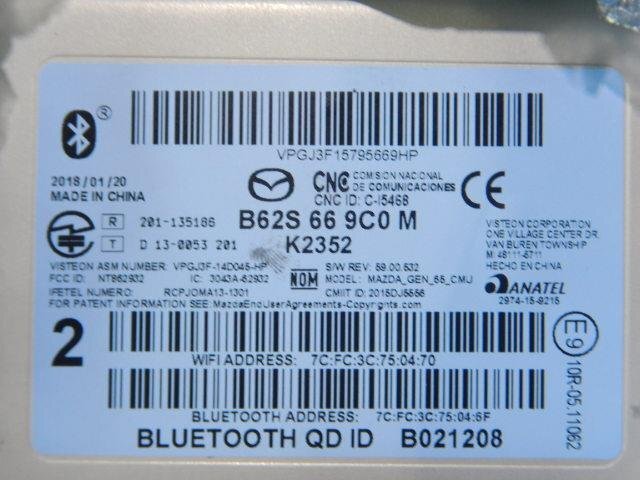 ®
VPGJ3F15795669HP
2018/01/20
MADE IN CHINA
CNC COMISION NACIONAL
DE COMUNICACIONES
CNC ID: C-15468
CE
R 201-135186
T D 13-0053 201
B62S 66 9C0 M
K2352
VISTEON CORPORATION
ONE VILLAGE CENTER DR.
VAN BUREN TOWNSHIP
MI 48111-5711
HECHO EN CHINA
VISTEON ASM NUMBER: VPGJ3F-14D045-HP
FCC ID: NT862932 IC: 3043A-62932
IFETEL NUMERO: RCPJOMA13-1301
NOM
S/W REV: 59.00.532
MODEL: MAZDA_GEN_65_CMU
CMIIT ID: 2015DJ5556
FOR PATENT INFORMATION SEE: MazdaEndUserAgreements-Copyrights.com
ANATEL
2974-15-9215
2
WIFI ADDRESS: 7C:FC:3C:75:04:70
E9
10R-05.11062
BLUETOOTH ADDRESS: 7C:FC:3C:75:04:6F
BLUETOOTH QD ID B021208